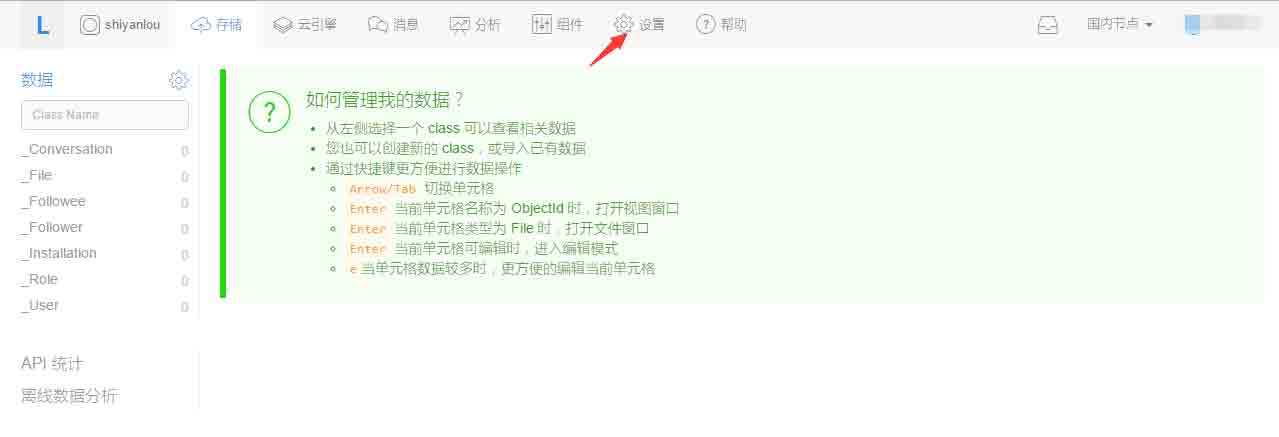 L shiyanlou 存储 云引擎 消息 分析 组件 设置 帮助 国内节点
数据
Class Name
_Conversation 0
_File 0
_Followee 0
_Follower 0
_Installation 0
_Role 0
_User 0
API 统计
离线数据分析
如何管理我的数据？
从左侧选择一个 class 可以查看相关数据
您也可以创建新的 class，或导入已有数据
通过快捷键更方便进行数据操作
Arrow/Tab 切换单元格
Enter 当前单元格名称为 ObjectId 时，打开视图窗口
Enter 当前单元格类型为 File 时，打开文件窗口
Enter 当前单元格可编辑时，进入编辑模式
e 当单元格数据较多时，更方便的编辑当前单元格